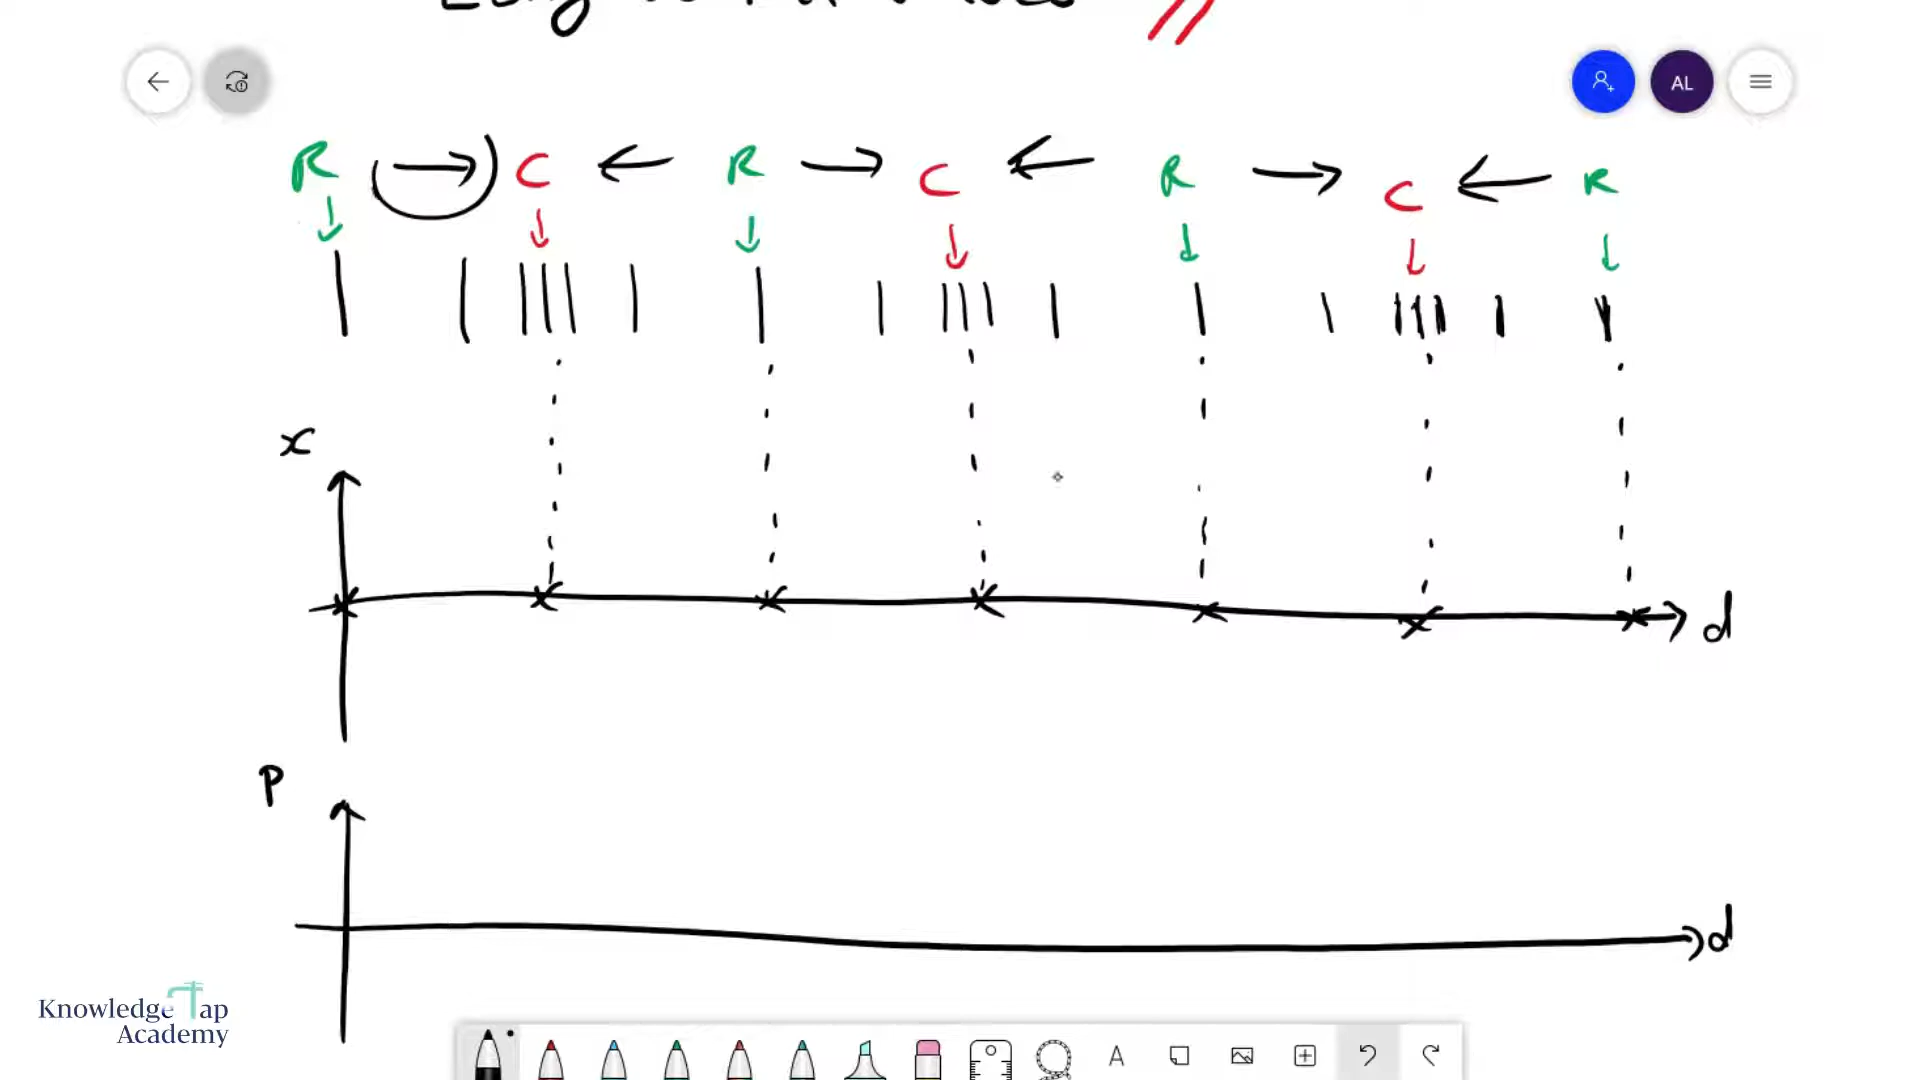 AL
R → C ← R → C ← R → C ← R
x
d
P
d
Knowledge Tap
Academy
A